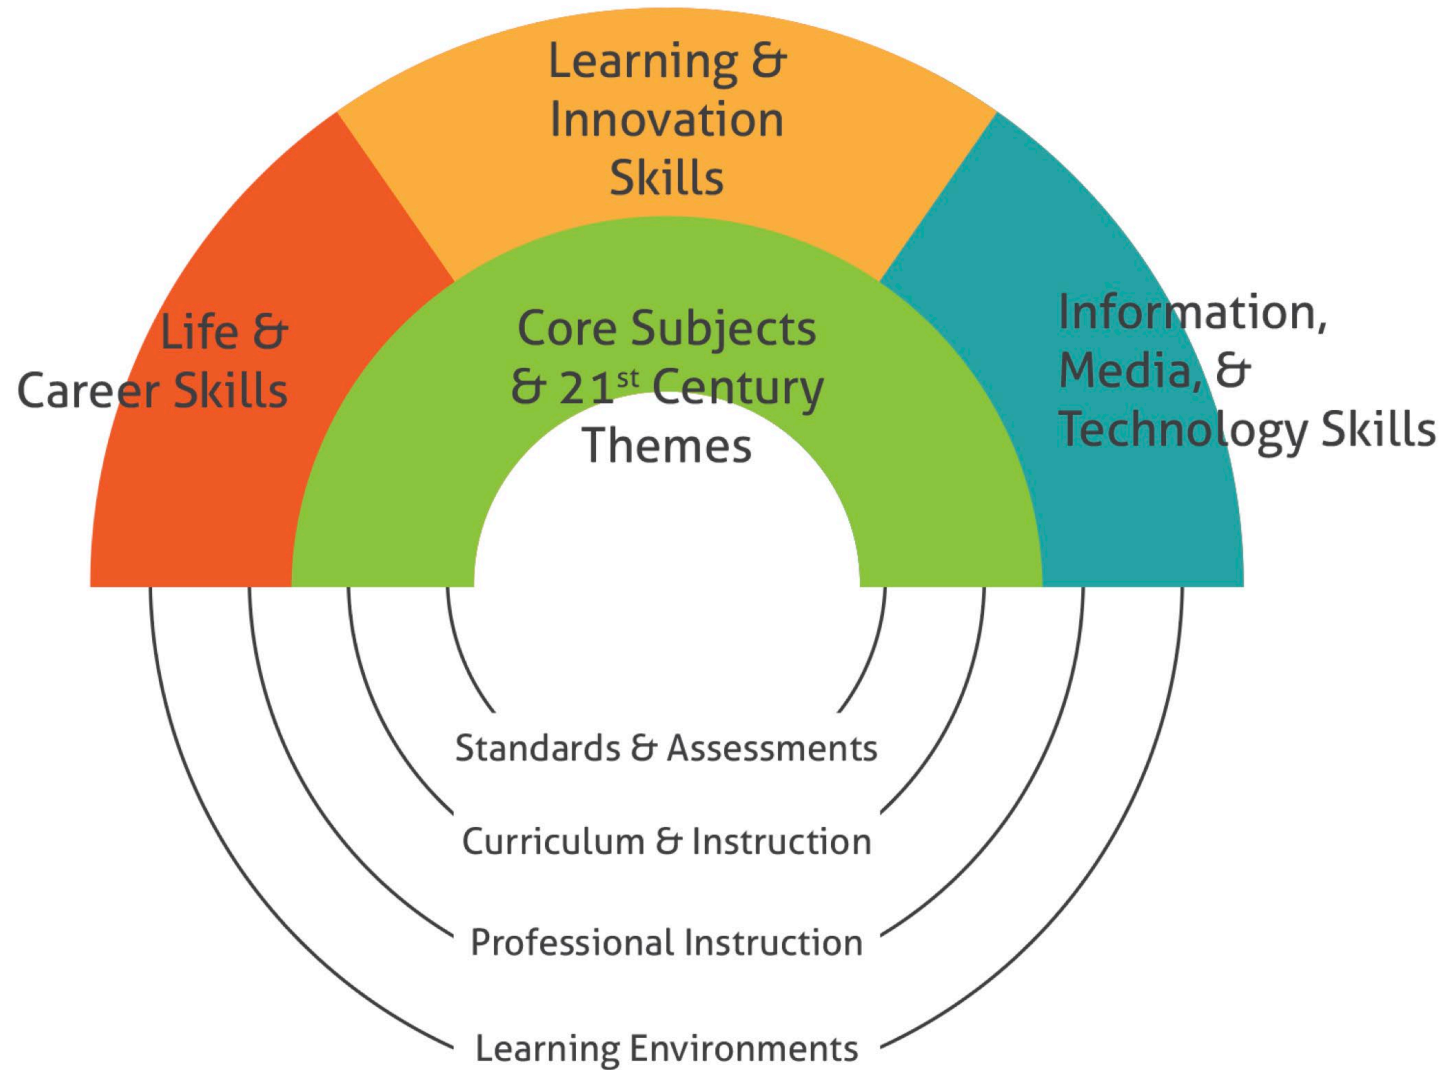 Learning &
Innovation
Skills
Life &
Career Skills
Core Subjects
& 21st Century
Themes
Information,
Media, &
Technology Skills
Standards & Assessments
Curriculum & Instruction
Professional Instruction
Learning Environments